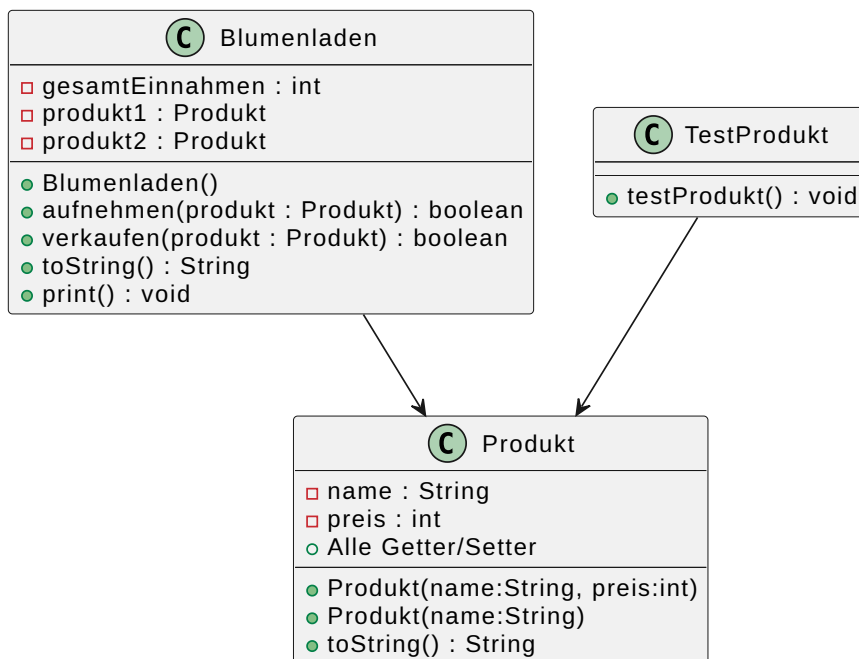 C Blumenladen
gesamtEinnahmen : int
produkt1 : Produkt
produkt2 : Produkt
Blumenladen()
aufnehmen(produkt : Produkt) : boolean
verkaufen(produkt : Produkt) : boolean
toString() : String
print() : void
C TestProdukt
testProdukt() : void
C Produkt
name : String
preis : int
Alle Getter/Setter
Produkt(name:String, preis:int)
Produkt(name:String)
toString() : String